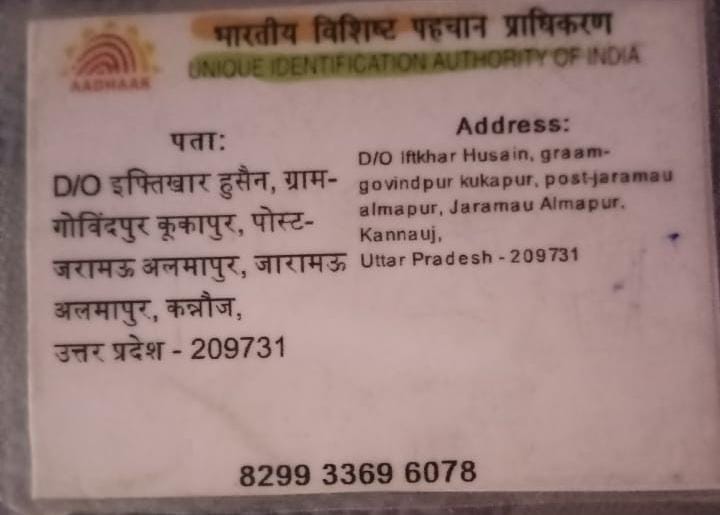 भारतीय विशिष्ट पहचान प्राधिकरण
UNIQUE IDENTIFICATION AUTHORITY OF INDIA
AADHAAR
पता:
D/O इफ्तिखार हुसैन, ग्राम-
गोविंदपुर कूकापुर, पोस्ट-
जरामऊ अलमापुर, जारामऊ
अलमापुर, कन्नौज,
उत्तर प्रदेश - 209731
Address:
D/O Iftkhar Husain, graam-
govindpur kukapur, post-jaramau
almapur, Jaramau Almapur,
Kannauj,
Uttar Pradesh - 209731
8299 3369 6078